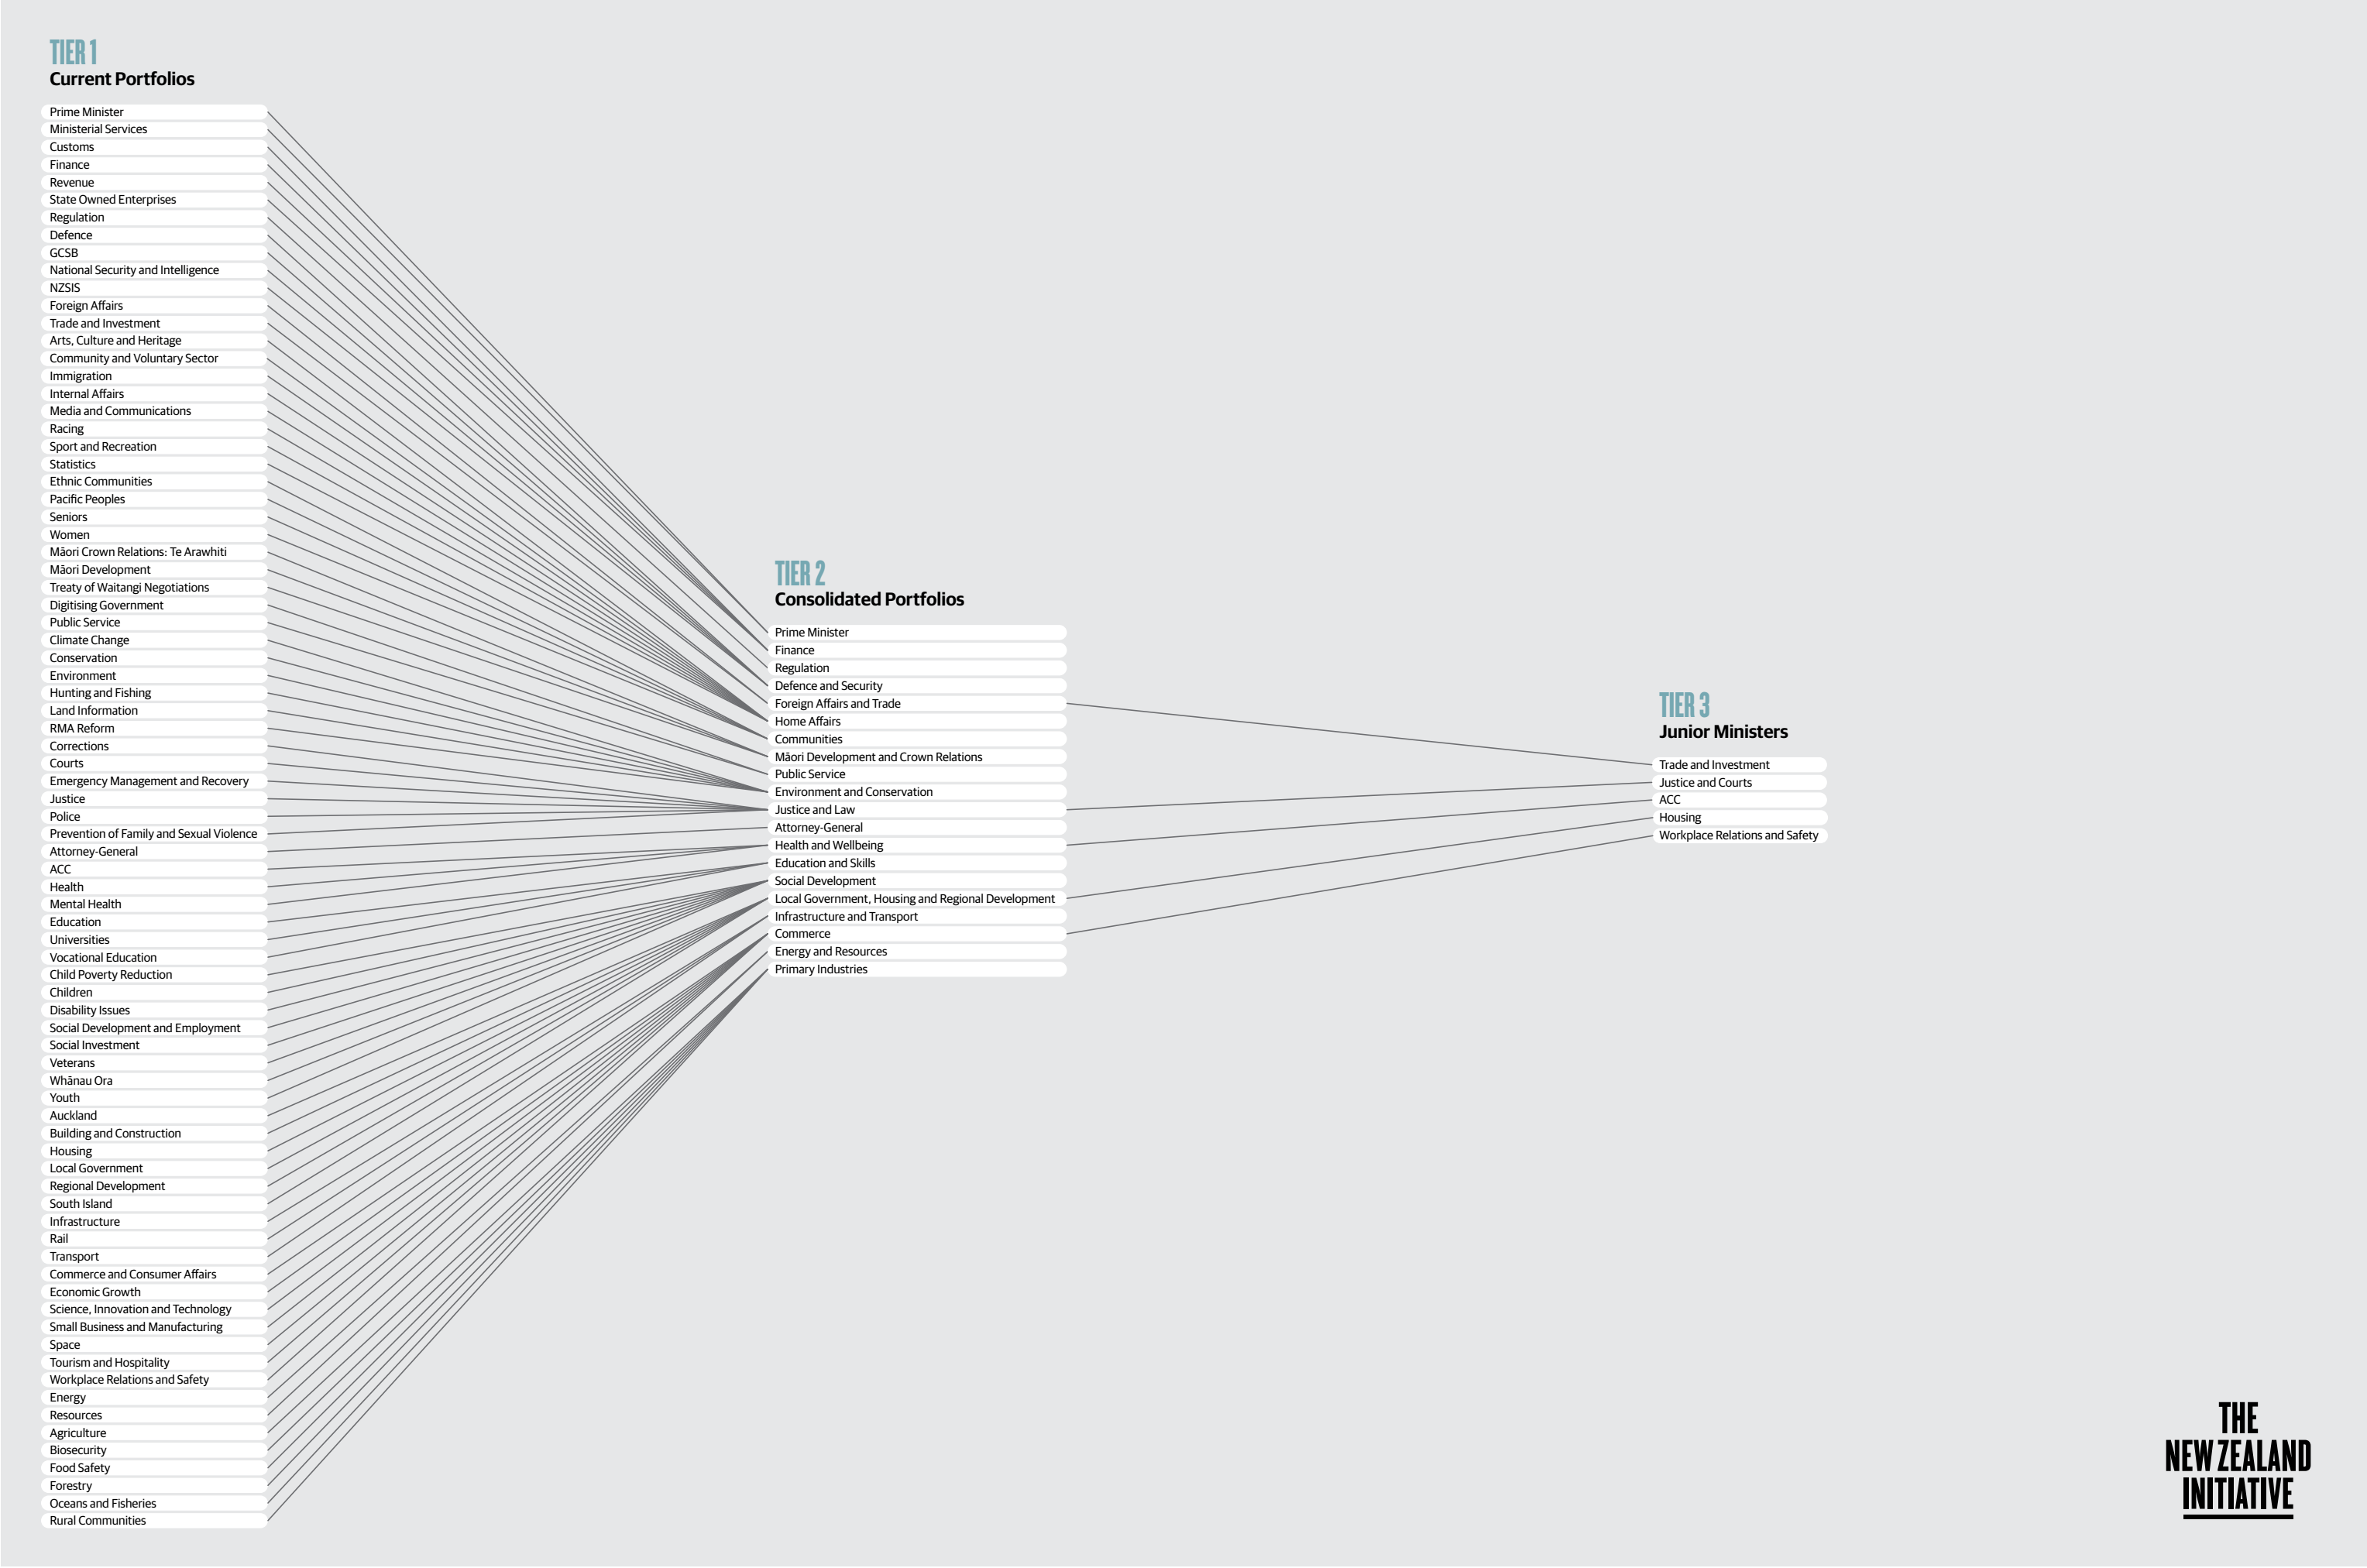 TIER 1
Current Portfolios
Prime Minister
Ministerial Services
Customs
Finance
Revenue
State Owned Enterprises
Regulation
Defence
GCSB
National Security and Intelligence
NZSIS
Foreign Affairs
Trade and Investment
Arts, Culture and Heritage
Community and Voluntary Sector
Immigration
Internal Affairs
Media and Communications
Racing
Sport and Recreation
Statistics
Ethnic Communities
Pacific Peoples
Seniors
Women
Māori Crown Relations: Te Arawhiti
Māori Development
Treaty of Waitangi Negotiations
Digitising Government
Public Service
Climate Change
Conservation
Environment
Hunting and Fishing
Land Information
RMA Reform
Corrections
Courts
Emergency Management and Recovery
Justice
Police
Prevention of Family and Sexual Violence
Attorney-General
ACC
Health
Mental Health
Education
Universities
Vocational Education
Child Poverty Reduction
Children
Disability Issues
Social Development and Employment
Social Investment
Veterans
Whānau Ora
Youth
Auckland
Building and Construction
Housing
Local Government
Regional Development
South Island
Infrastructure
Rail
Transport
Commerce and Consumer Affairs
Economic Growth
Science, Innovation and Technology
Small Business and Manufacturing
Space
Tourism and Hospitality
Workplace Relations and Safety
Energy
Resources
Agriculture
Biosecurity
Food Safety
Forestry
Oceans and Fisheries
Rural Communities
TIER 2
Consolidated Portfolios
Prime Minister
Finance
Regulation
Defence and Security
Foreign Affairs and Trade
Home Affairs
Communities
Māori Development and Crown Relations
Public Service
Environment and Conservation
Justice and Law
Attorney-General
Health and Wellbeing
Education and Skills
Social Development
Local Government, Housing and Regional Development
Infrastructure and Transport
Commerce
Energy and Resources
Primary Industries
TIER 3
Junior Ministers
Trade and Investment
Justice and Courts
ACC
Housing
Workplace Relations and Safety
THE
NEW ZEALAND
INITIATIVE